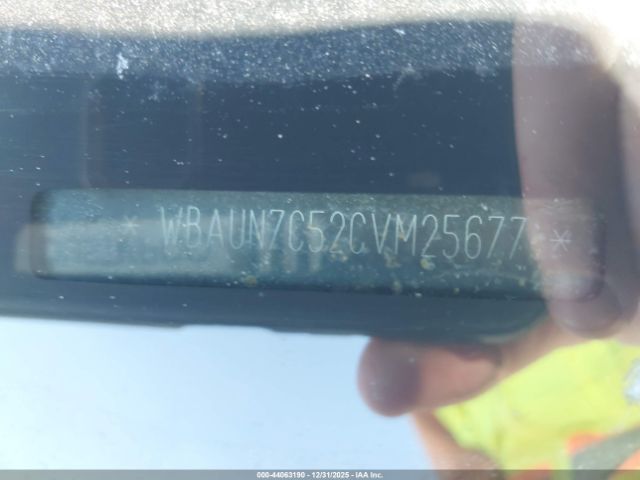 * WBAUN7C52CVM25677 *
000-44063190 - 12/31/2025 - IAA Inc.